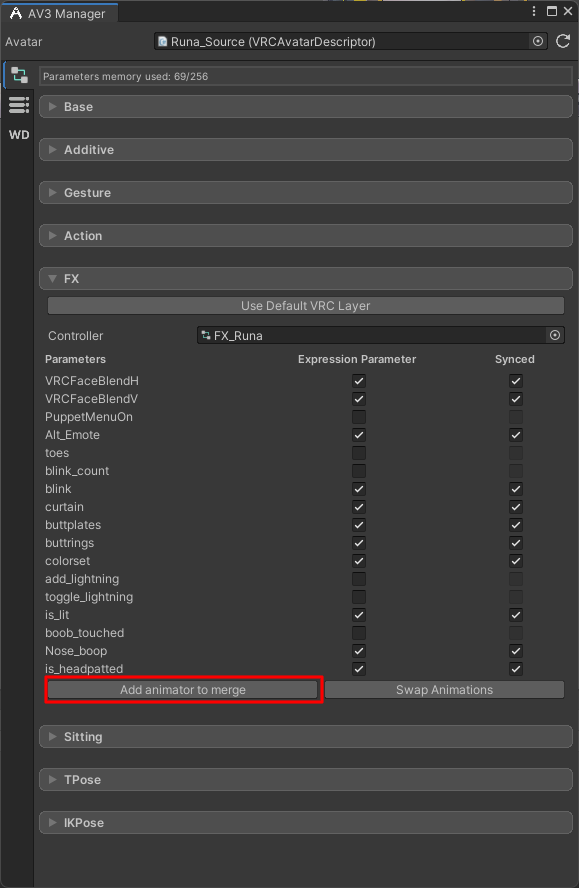 AV3 Manager
Avatar Runa_Source (VRCAvatarDescriptor)
Parameters memory used: 69/256
Base
WD
Additive
Gesture
Action
FX
Use Default VRC Layer
Controller FX_Runa
Parameters Expression Parameter Synced
VRCFaceBlendH
VRCFaceBlendV
PuppetMenuOn
Alt_Emote
toes
blink_count
blink
curtain
buttplates
buttrings
colorset
add_lightning
toggle_lightning
is_lit
boob_touched
Nose_boop
is_headpatted
Add animator to merge Swap Animations
Sitting
TPose
IKPose